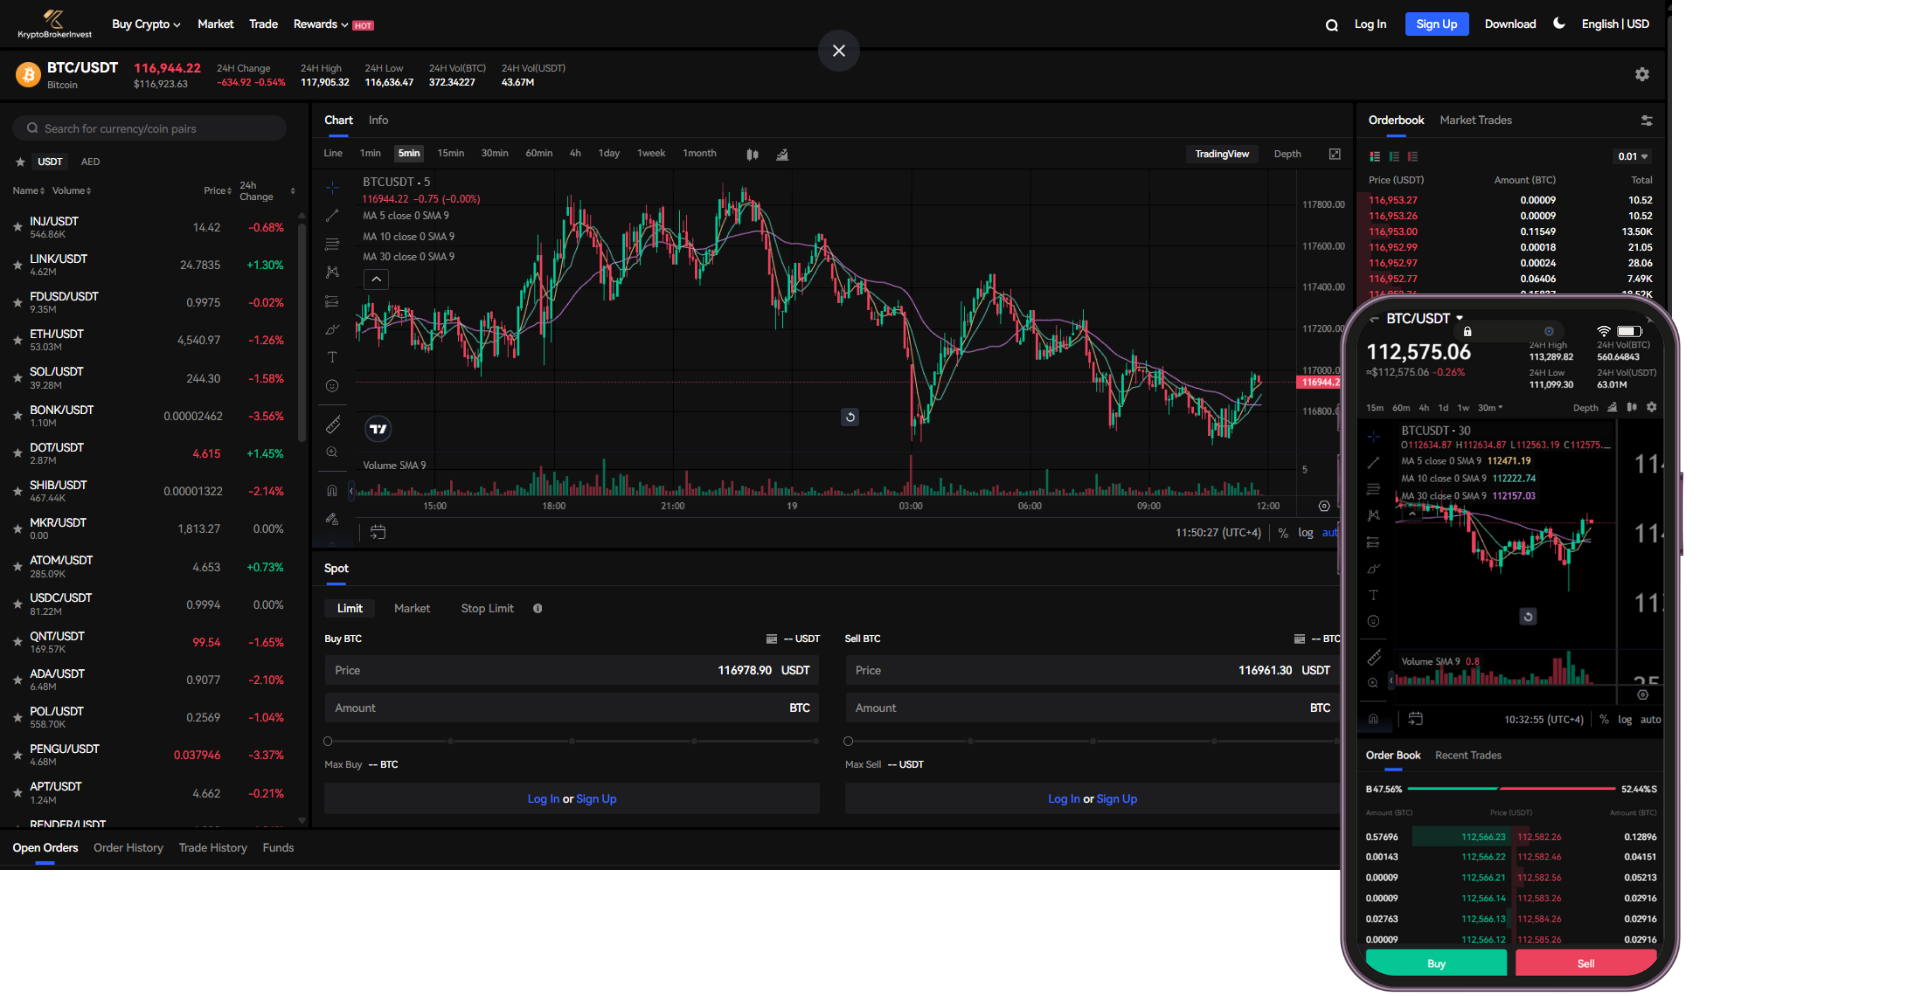 KryptoBrokerInvest
Buy Crypto Market Trade Rewards HOT
Log In Sign Up Download English | USD
BTC/USDT 116,944.22 24H Change 24H High 24H Low 24H Vol(BTC) 24H Vol(USDT)
Bitcoin $116,923.63 -634.92 -0.54% 117,905.32 116,636.47 372.34227 43.67M
Search for currency/coin pairs
USDT AED
Name Volume Price 24h Change
INJ/USDT 14.42 -0.68%
546.86K
LINK/USDT 24.7835 +1.30%
4.62M
FDUSD/USDT 0.9975 -0.02%
9.35M
ETH/USDT 4,540.97 -1.26%
53.03M
SOL/USDT 244.30 -1.58%
39.28M
BONK/USDT 0.00002462 -3.56%
1.10M
DOT/USDT 4.615 +1.45%
2.87M
SHIB/USDT 0.00001322 -2.14%
467.44K
MKR/USDT 1,813.27 0.00%
0.00
ATOM/USDT 4.653 +0.73%
285.09K
USDC/USDT 0.9994 0.00%
81.22M
QNT/USDT 99.54 -1.65%
169.57K
ADA/USDT 0.9077 -2.10%
6.48M
POL/USDT 0.2569 -1.04%
558.70K
PENGU/USDT 0.037946 -3.37%
4.68M
APT/USDT 4.662 -0.21%
1.24M
RENDER/USDT
Chart Info
Line 1min 5min 15min 30min 60min 4h 1day 1week 1month
TradingView Depth
BTCUSDT · 5
116944.22 -0.75 (-0.00%)
MA 5 close 0 SMA 9
MA 10 close 0 SMA 9
MA 30 close 0 SMA 9
117800.00
117600.00
117400.00
117200.00
117000.0
116944.2
116800.0
Volume SMA 9
5
15:00 18:00 21:00 19 03:00 06:00 09:00 12:00
11:50:27 (UTC+4) % log aut
Spot
Limit Market Stop Limit
Buy BTC -- USDT
Price 116978.90 USDT
Amount BTC
Max Buy -- BTC
Log In or Sign Up
Sell BTC -- BTC
Price 116961.30 USDT
Amount BTC
Max Sell -- USDT
Log In or Sign Up
Open Orders Order History Trade History Funds
Orderbook Market Trades
0.01
Price (USDT) Amount (BTC) Total
116,953.27 0.00009 10.52
116,953.26 0.00009 10.52
116,953.00 0.11549 13.50K
116,952.99 0.00018 21.05
116,952.97 0.00024 28.06
116,952.77 0.06406 7.49K
BTC/USDT
112,575.06 24H High 24H Vol(BTC)
113,289.82 560.64843
≈$112,575.06 -0.26% 24H Low 24H Vol(USDT)
111,099.30 63.01M
15m 60m 4h 1d 1w 30m Depth
BTCUSDT · 30
O112634.87 H112634.87 L112563.19 C112575....
MA 5 close 0 SMA 9 112471.19
MA 10 close 0 SMA 9 112222.74
MA 30 close 0 SMA 9 112157.03
Volume SMA 9 0.8
10:32:55 (UTC+4) % log auto
Order Book Recent Trades
B 47.56% 52.44% S
Amount (BTC) Price (USDT) Amount (BTC)
0.57696 112,566.23 112,582.26 0.12896
0.00143 112,566.22 112,582.46 0.04151
0.00009 112,566.21 112,582.56 0.05213
0.00009 112,566.14 112,583.26 0.02916
0.02763 112,566.13 112,584.26 0.02916
0.00009 112,566.12 112,585.26 0.02916
Buy Sell